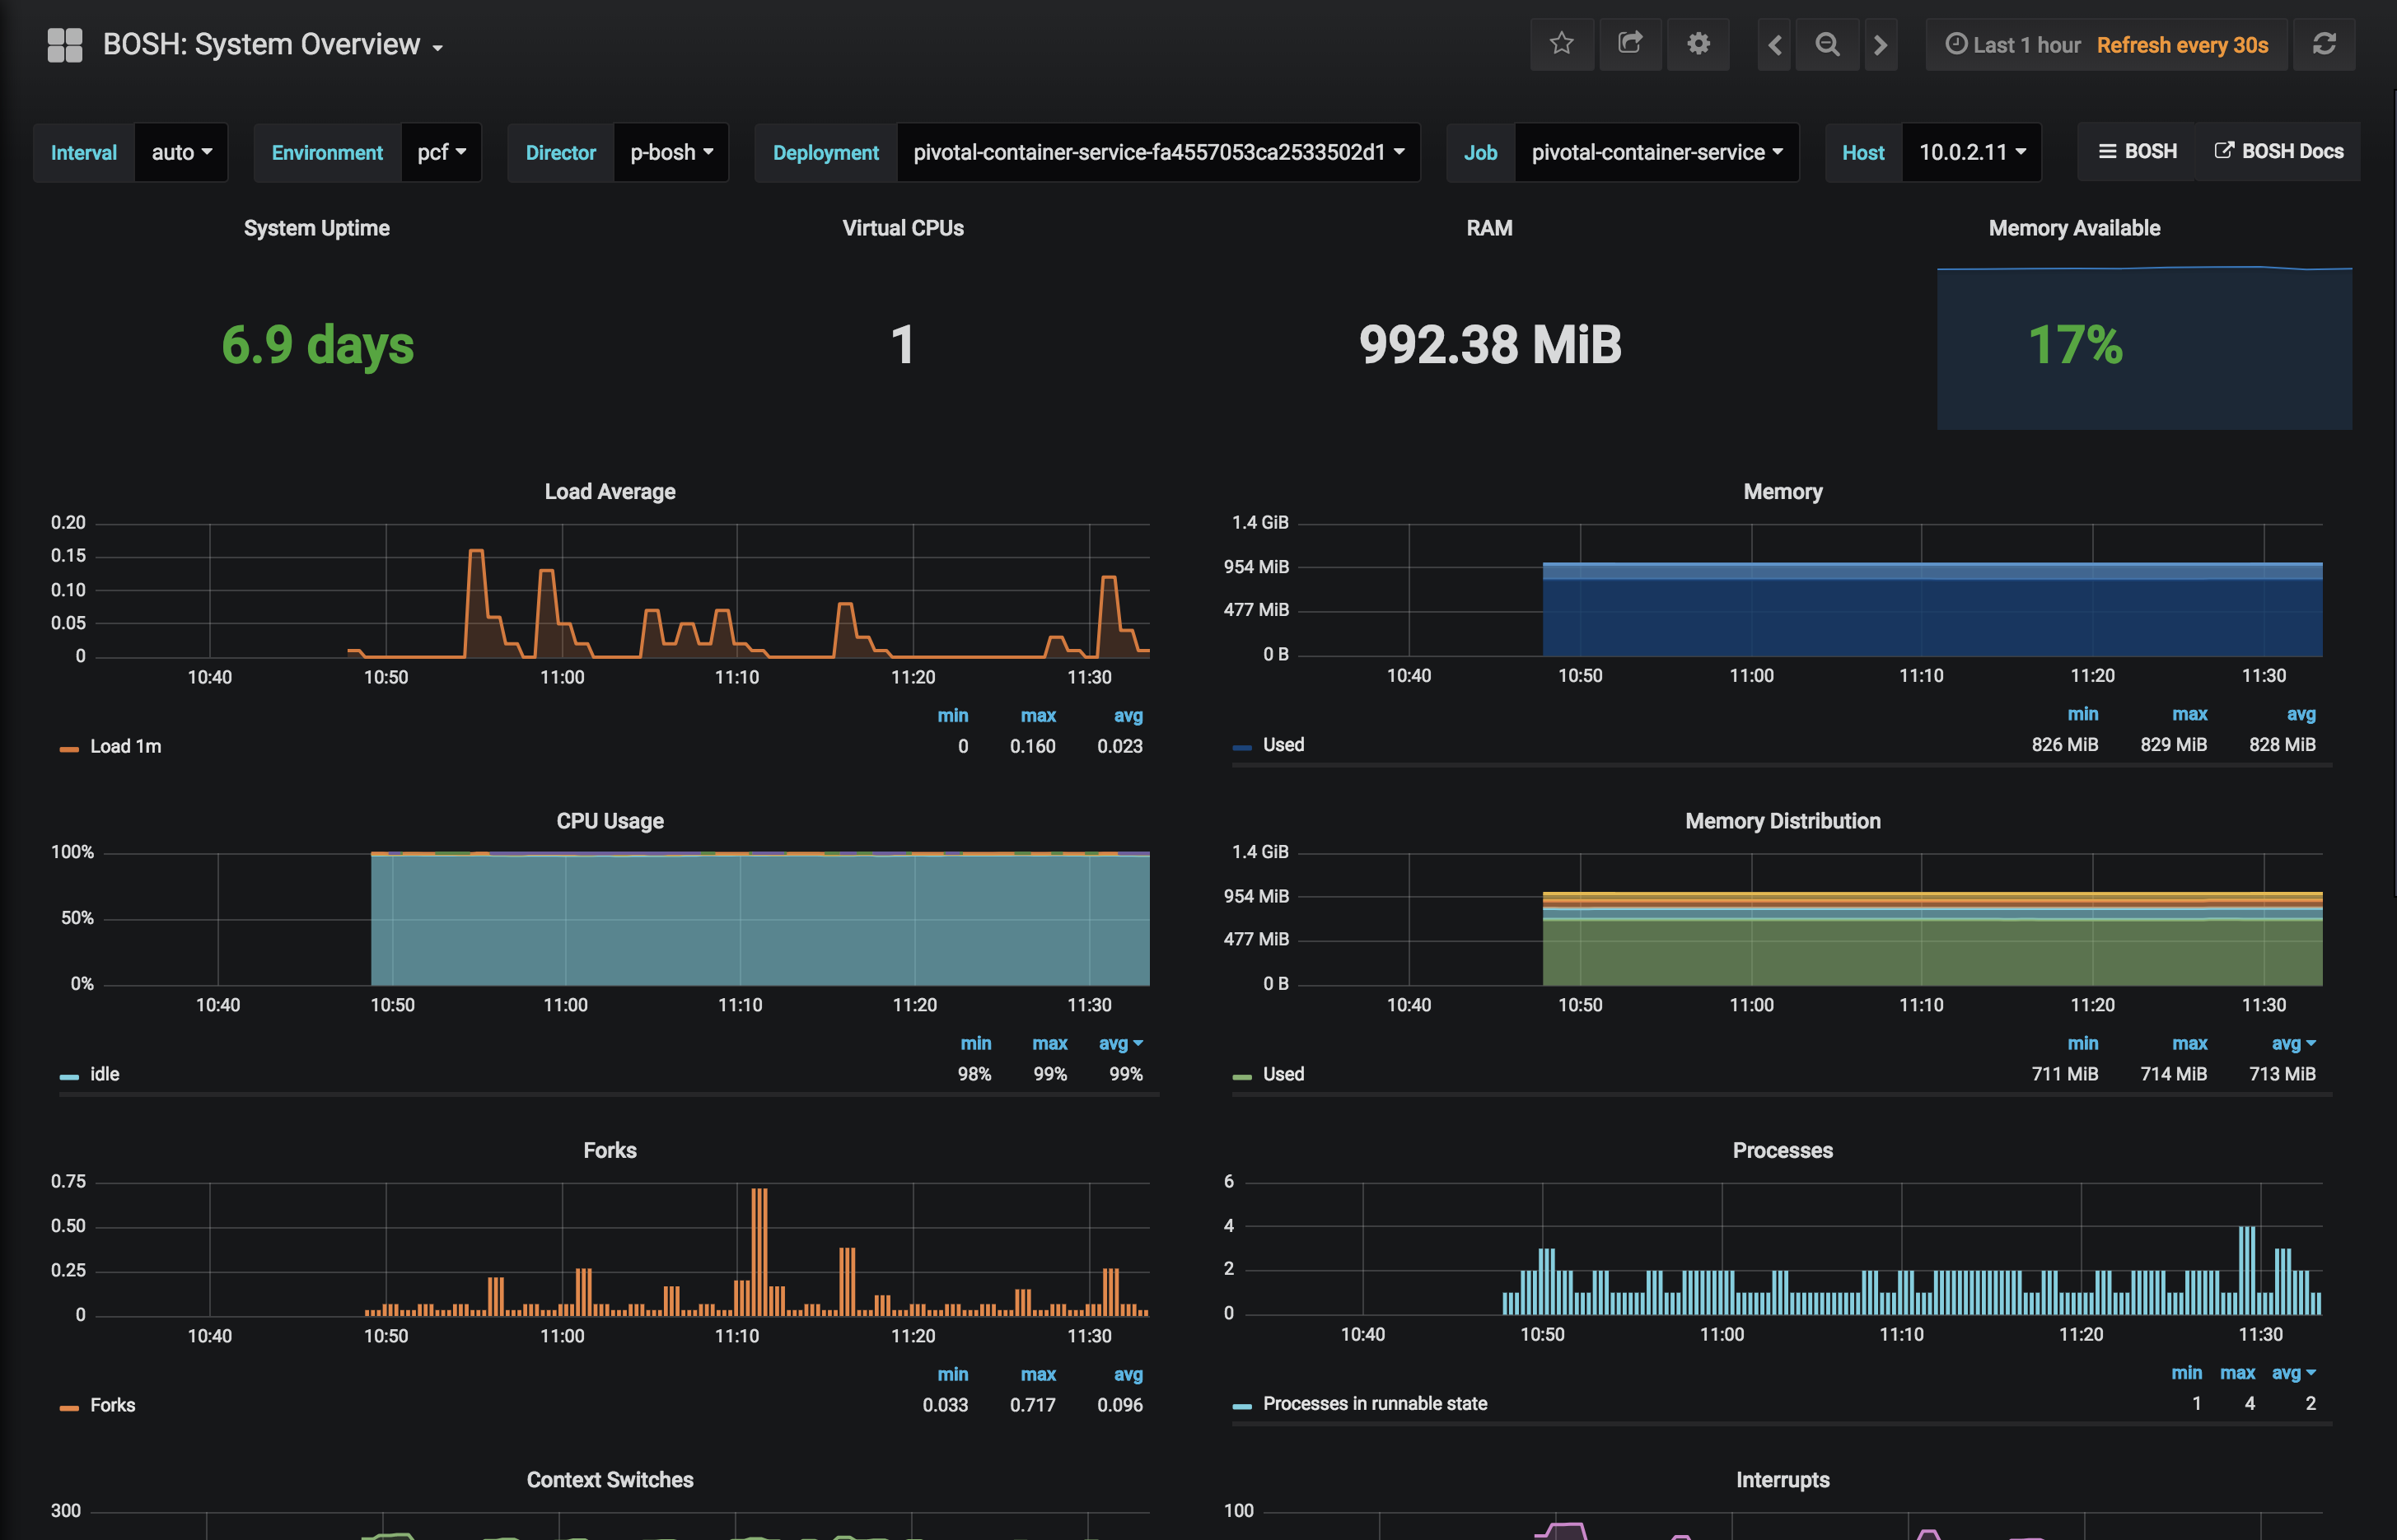 BOSH: System Overview
Last 1 hour Refresh every 30s
Interval auto Environment pcf Director p-bosh Deployment pivotal-container-service-fa4557053ca2533502d1 Job pivotal-container-service Host 10.0.2.11 BOSH BOSH Docs
System Uptime
6.9 days
Virtual CPUs
1
RAM
992.38 MiB
Memory Available
17%
Load Average
0.20
0.15
0.10
0.05
0
10:40 10:50 11:00 11:10 11:20 11:30
min max avg
Load 1m 0 0.160 0.023
Memory
1.4 GiB
954 MiB
477 MiB
0 B
10:40 10:50 11:00 11:10 11:20 11:30
min max avg
Used 826 MiB 829 MiB 828 MiB
CPU Usage
100%
50%
0%
10:40 10:50 11:00 11:10 11:20 11:30
min max avg
idle 98% 99% 99%
Memory Distribution
1.4 GiB
954 MiB
477 MiB
0 B
10:40 10:50 11:00 11:10 11:20 11:30
min max avg
Used 711 MiB 714 MiB 713 MiB
Forks
0.75
0.50
0.25
0
10:40 10:50 11:00 11:10 11:20 11:30
min max avg
Forks 0.033 0.717 0.096
Processes
6
4
2
0
10:40 10:50 11:00 11:10 11:20 11:30
min max avg
Processes in runnable state 1 4 2
Context Switches
300
Interrupts
100